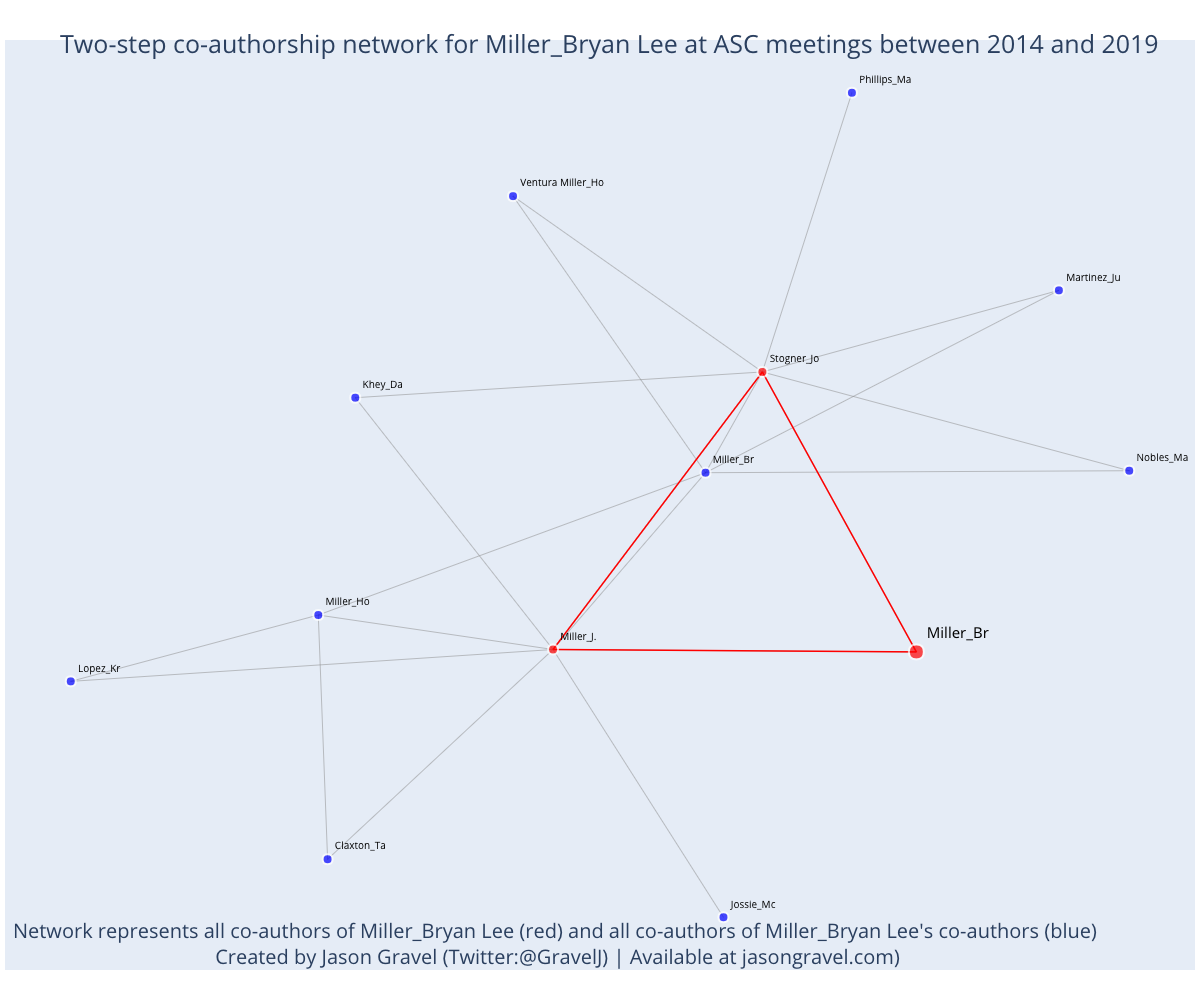 Two-step co-authorship network for Miller_Bryan Lee at ASC meetings between 2014 and 2019
Phillips_Ma
Ventura Miller_Ho
Martinez_Ju
Stogner_Jo
Khey_Da
Miller_Br
Nobles_Ma
Miller_Ho
Miller_J.
Miller_Br
Lopez_Kr
Claxton_Ta
Jossie_Mc
Network represents all co-authors of Miller_Bryan Lee (red) and all co-authors of Miller_Bryan Lee's co-authors (blue)
Created by Jason Gravel (Twitter:@GravelJ) | Available at jasongravel.com)